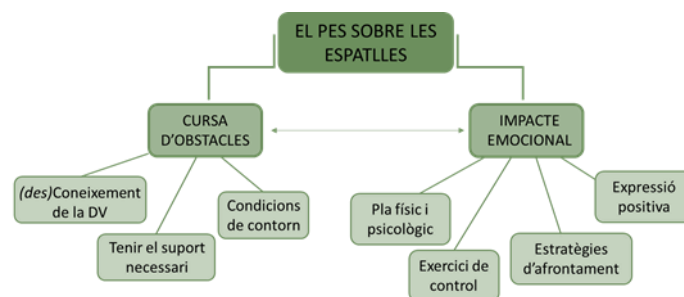 EL PES SOBRE LES
ESPATLLES
CURSA
D'OBSTACLES
IMPACTE
EMOCIONAL
(des)Coneixement
de la DV
Tenir el suport
necessari
Condicions
de contorn
Pla físic i
psicològic
Exercici de
control
Estratègies
d'afrontament
Expressió
positiva